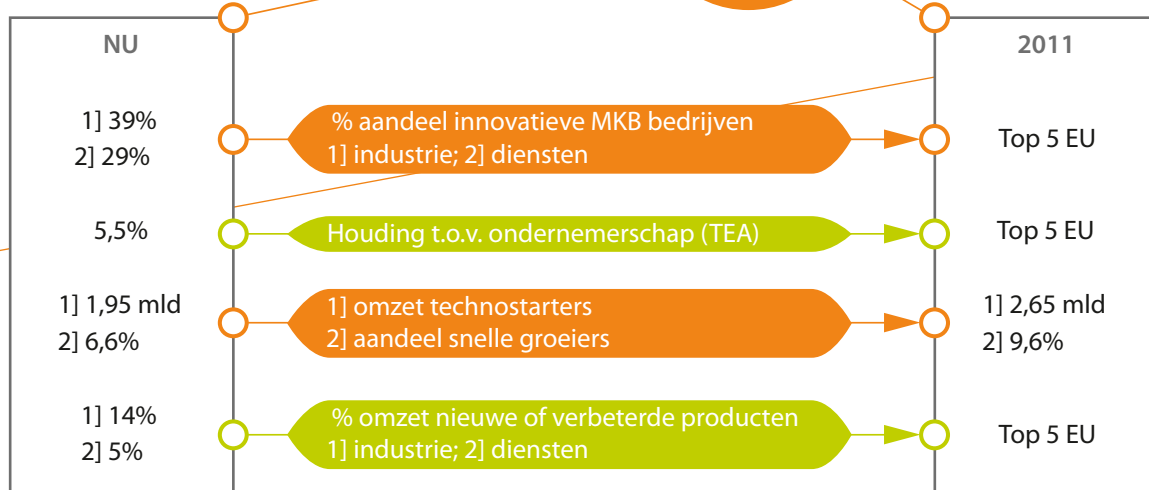 NU
2011
1] 39%
2] 29%
% aandeel innovatieve MKB bedrijven
1] industrie; 2] diensten
Top 5 EU
5,5%
Houding t.o.v. ondernemerschap (TEA)
Top 5 EU
1] 1,95 mld
2] 6,6%
1] omzet technostarters
2] aandeel snelle groeiers
1] 2,65 mld
2] 9,6%
1] 14%
2] 5%
% omzet nieuwe of verbeterde producten
1] industrie; 2] diensten
Top 5 EU